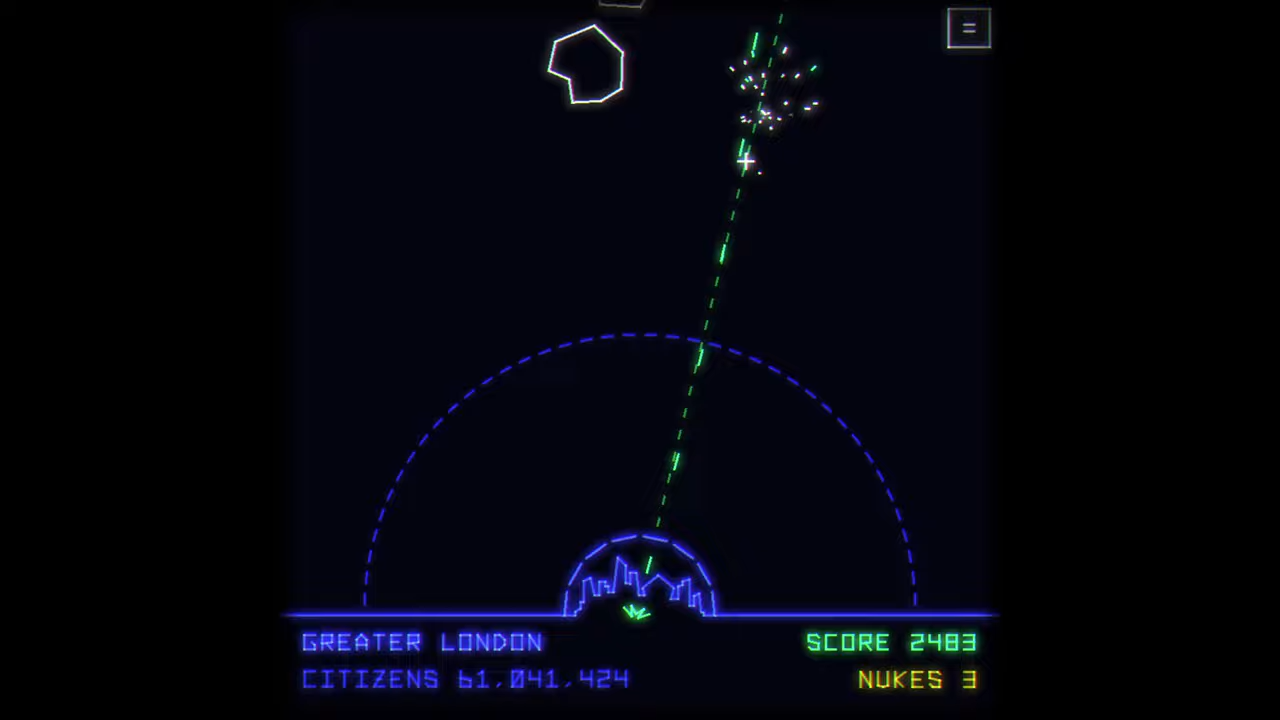 GREATER LONDON
SCORE 2483
CITIZENS 61,041,424
NUKES 3